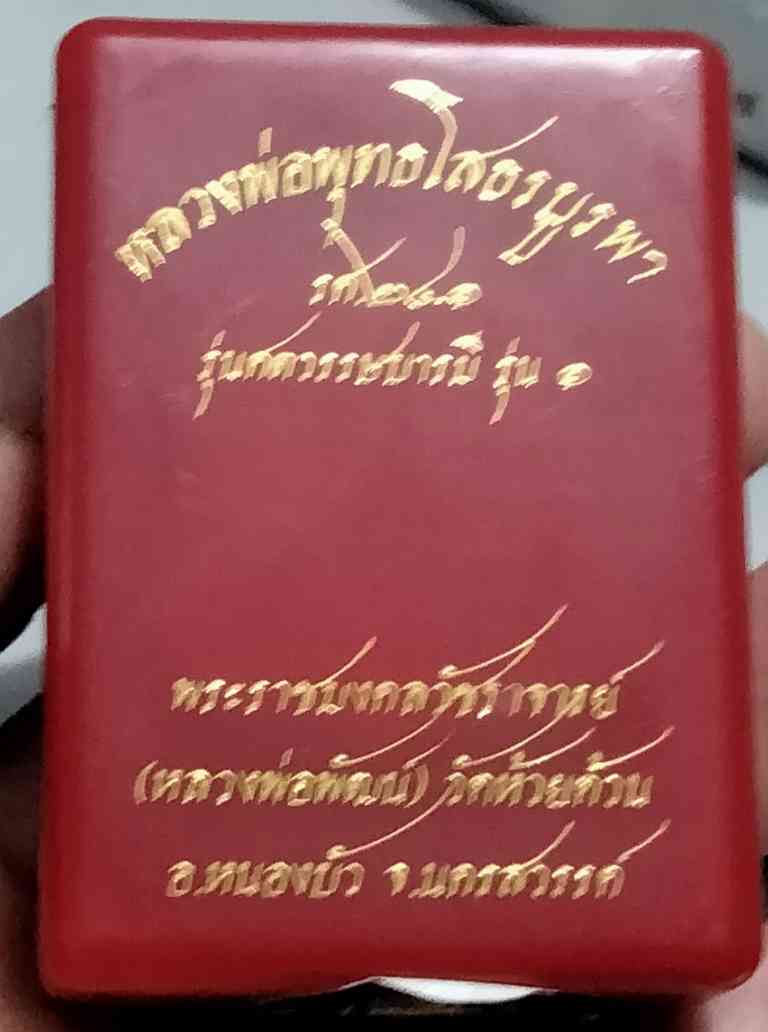 หลวงพ่อพุทธโสธรบูรพา
รุ่นศตวรรษบารมี รุ่น ๑
พระราชมงคลวัชราจารย์
(หลวงพ่อพัฒน์) วัดห้วยด้วน
อ.หนองบัว จ.นครสวรรค์